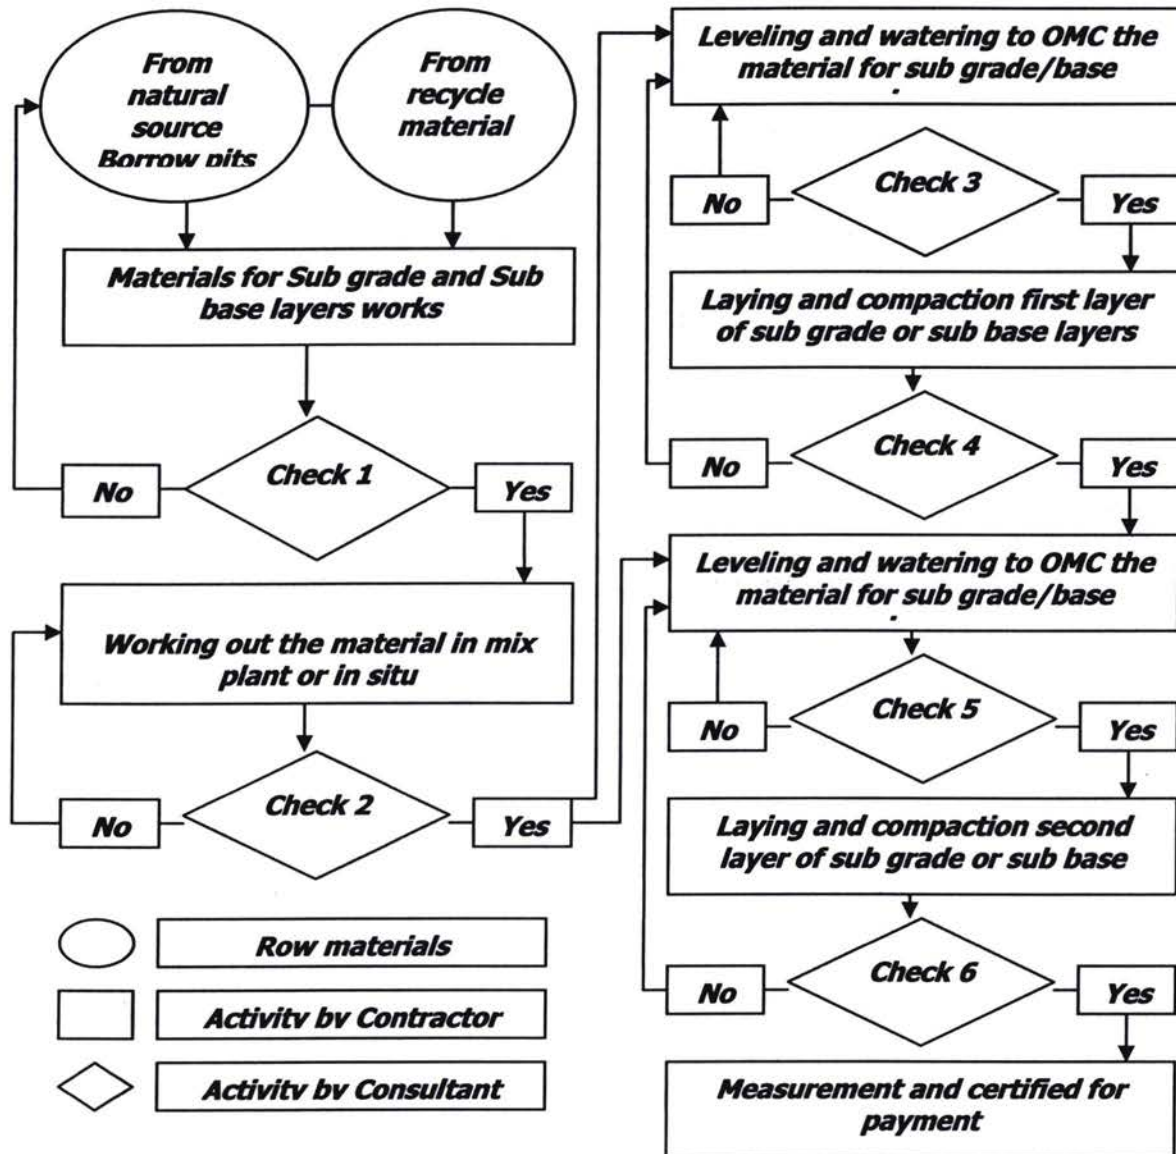 From
natural
source
Borrow pits
From
recycle
material
Materials for Sub grade and Sub
base layers works
Check 1
No
Yes
Working out the material in mix
plant or in situ
Check 2
No
Yes
Row materials
Activity by Contractor
Activity by Consultant
Leveling and watering to OMC the
material for sub grade/base
Check 3
No
Yes
Laying and compaction first layer
of sub grade or sub base layers
Check 4
No
Yes
Leveling and watering to OMC the
material for sub grade/base
Check 5
No
Yes
Laying and compaction second
layer of sub grade or sub base
Check 6
No
Yes
Measurement and certified for
payment